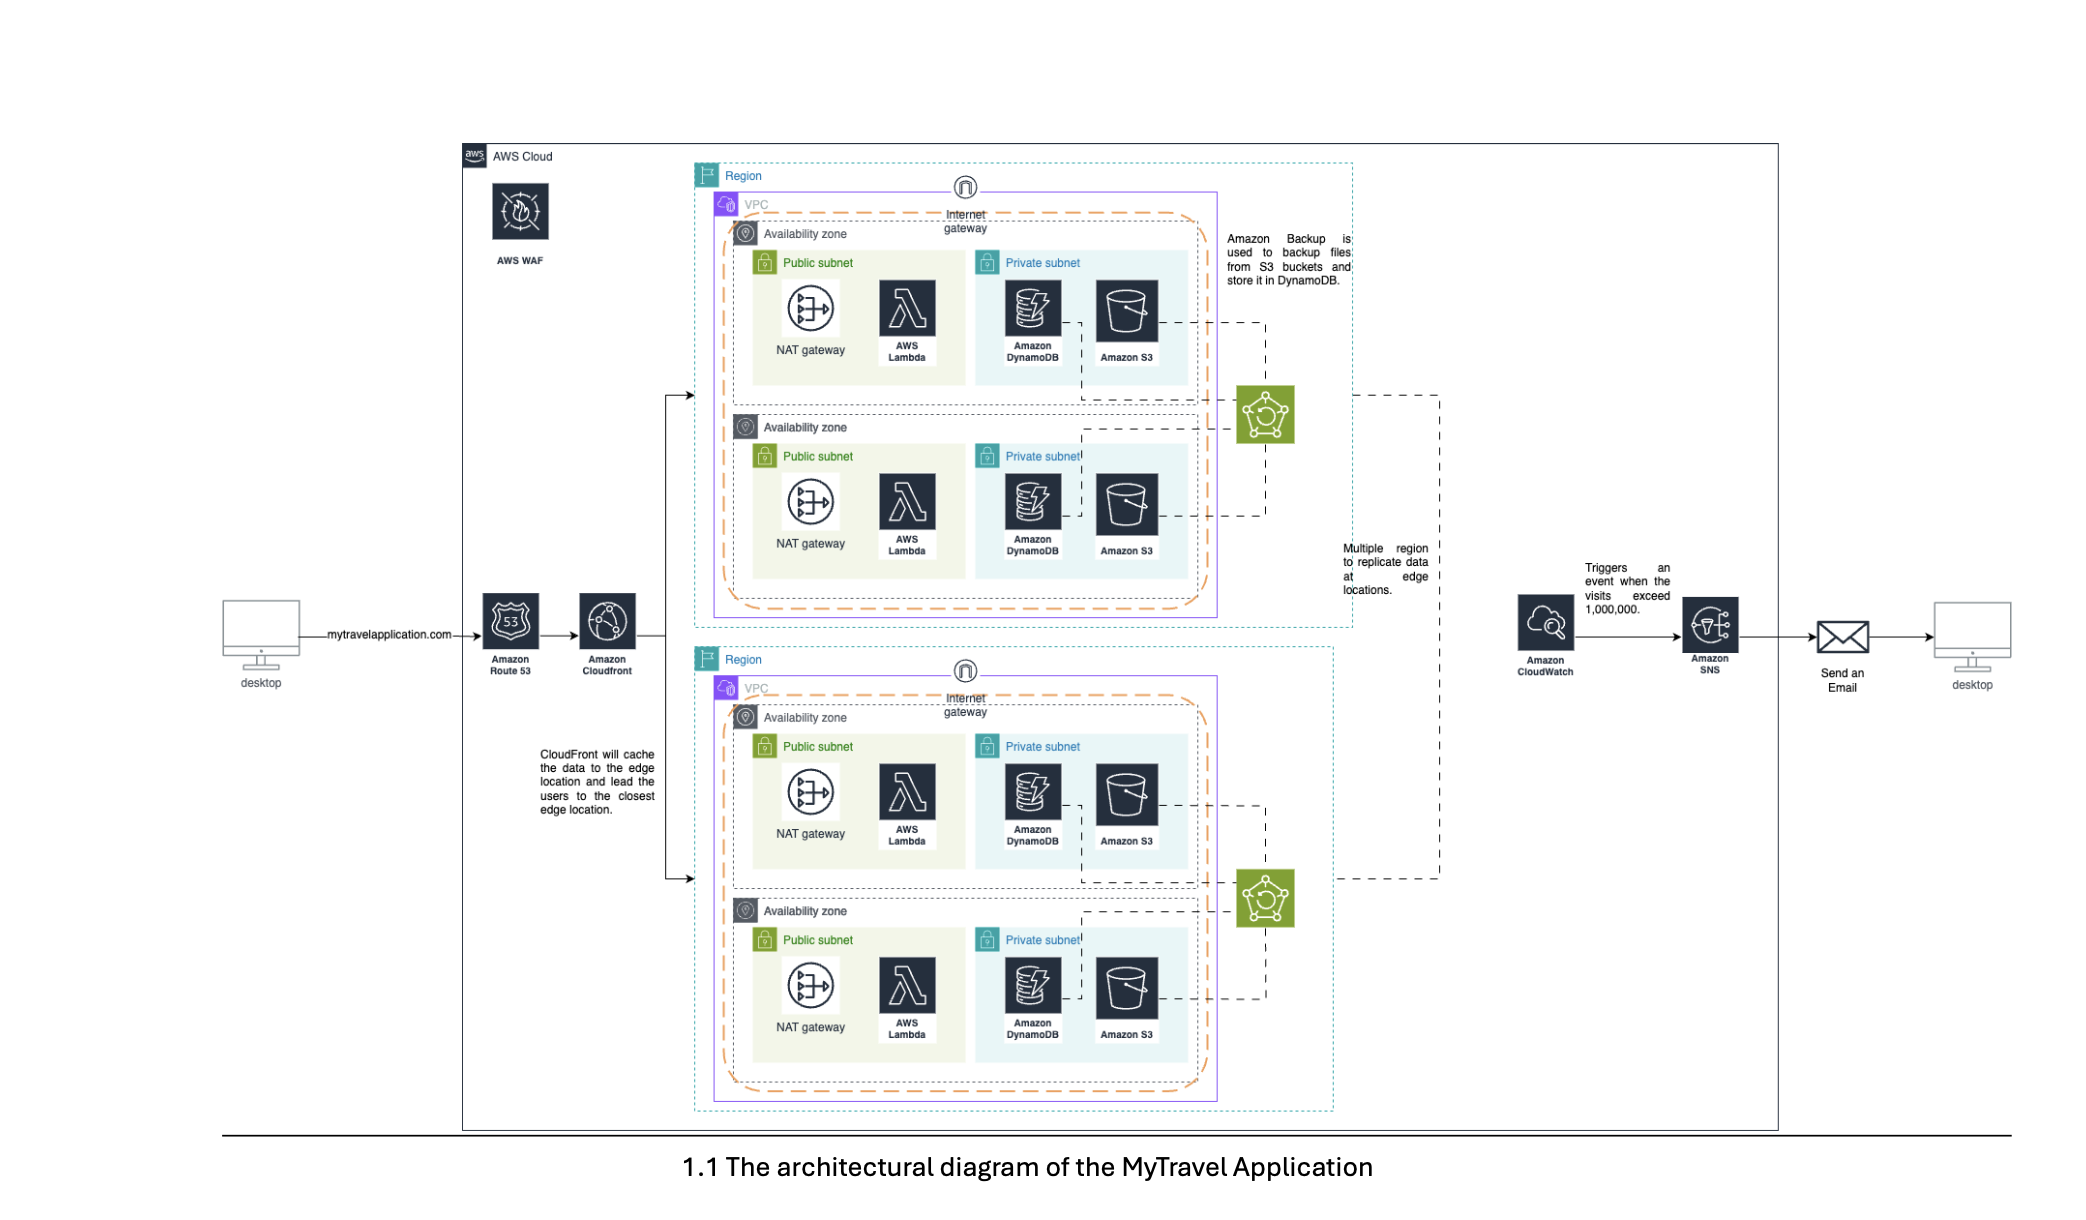 aws
AWS Cloud
AWS WAF
Region
VPC
Internet
gateway
Availability zone
Public subnet
Private subnet
NAT gateway
AWS
Lambda
Amazon
DynamoDB
Amazon S3
Availability zone
Public subnet
Private subnet
NAT gateway
AWS
Lambda
Amazon
DynamoDB
Amazon S3
Amazon Backup is
used to backup files
from S3 buckets and
store it in DynamoDB.
desktop
mytravelapplication.com
53
Amazon
Route 53
Amazon
Cloudfront
CloudFront will cache
the data to the edge
location and lead the
users to the closest
edge location.
Multiple region
to replicate data
at edge
locations.
Region
VPC
Internet
gateway
Availability zone
Public subnet
Private subnet
NAT gateway
AWS
Lambda
Amazon
DynamoDB
Amazon S3
Availability zone
Public subnet
Private subnet
NAT gateway
AWS
Lambda
Amazon
DynamoDB
Amazon S3
Amazon
CloudWatch
Triggers an
event when the
visits exceed
1,000,000.
Amazon
SNS
Send an
Email
desktop
1.1 The architectural diagram of the MyTravel Application